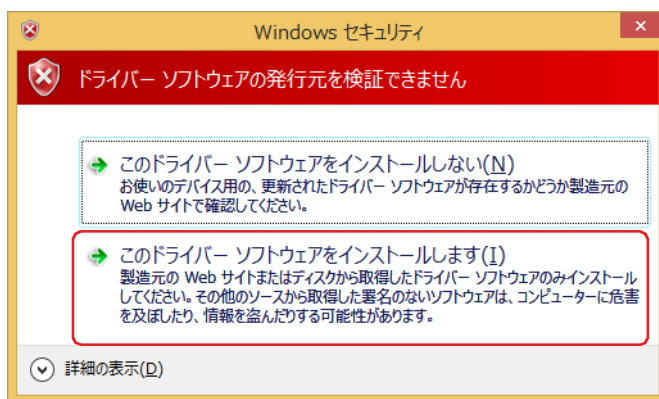 Windows セキュリティ
ドライバー ソフトウェアの発行元を検証できません
このドライバー ソフトウェアをインストールしない(N)
お使いのデバイス用の、更新されたドライバー ソフトウェアが存在するかどうか製造元の
Web サイトで確認してください。
このドライバー ソフトウェアをインストールします(I)
製造元の Web サイトまたはディスクから取得したドライバー ソフトウェアのみインストール
してください。その他のソースから取得した署名のないソフトウェアは、コンピューターに危害
を及ぼしたり、情報を盗んだりする可能性があります。
詳細の表示(D)